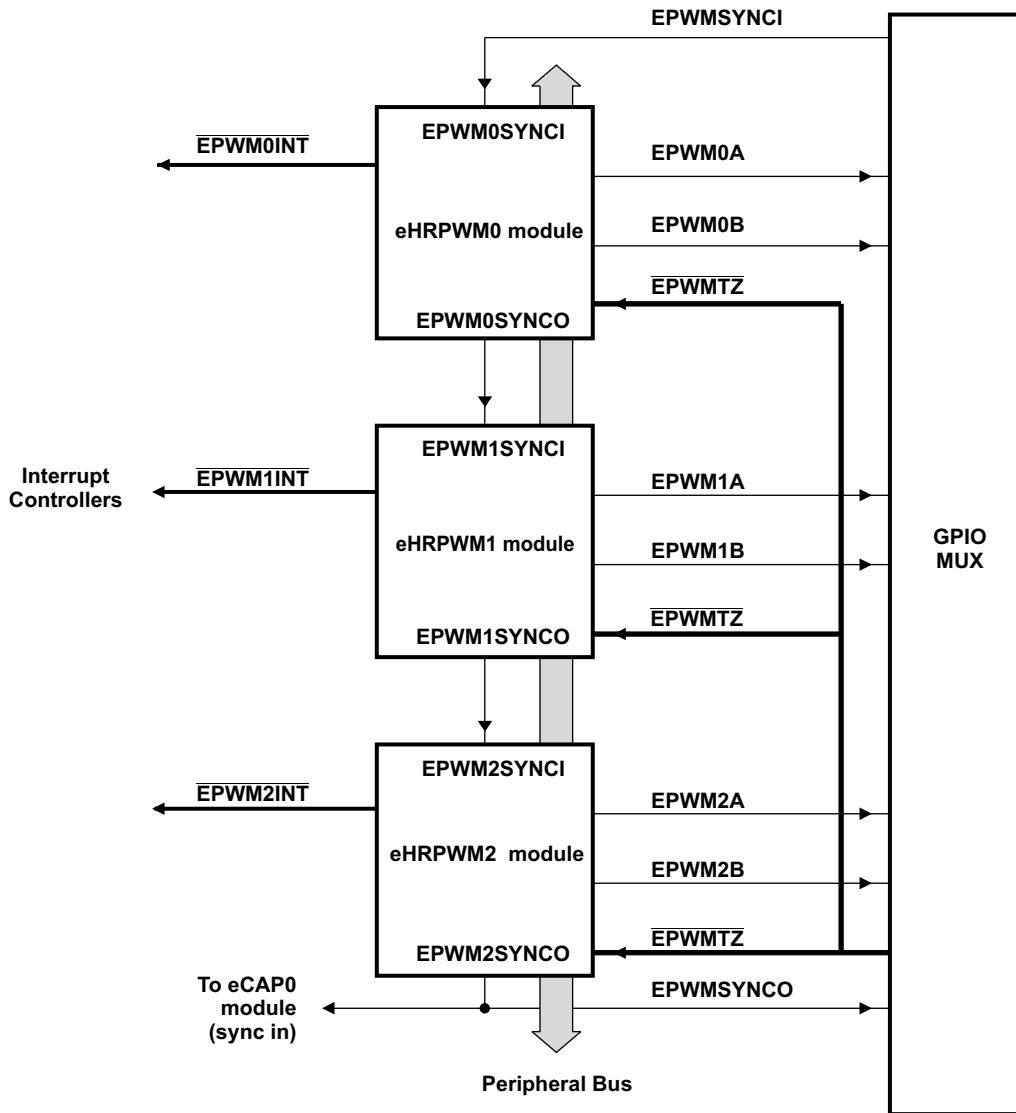 EPWMSYNCI
EPWM0SYNCI
EPWM0INT
EPWM0A
eHRPWM0 module
EPWM0B
EPWMTZ
EPWM0SYNCO
EPWM1SYNCI
Interrupt
Controllers
EPWM1INT
EPWM1A
eHRPWM1 module
EPWM1B
GPIO
MUX
EPWMTZ
EPWM1SYNCO
EPWM2SYNCI
EPWM2INT
EPWM2A
eHRPWM2 module
EPWM2B
EPWMTZ
EPWM2SYNCO
To eCAP0
module
(sync in)
EPWMSYNCO
Peripheral Bus